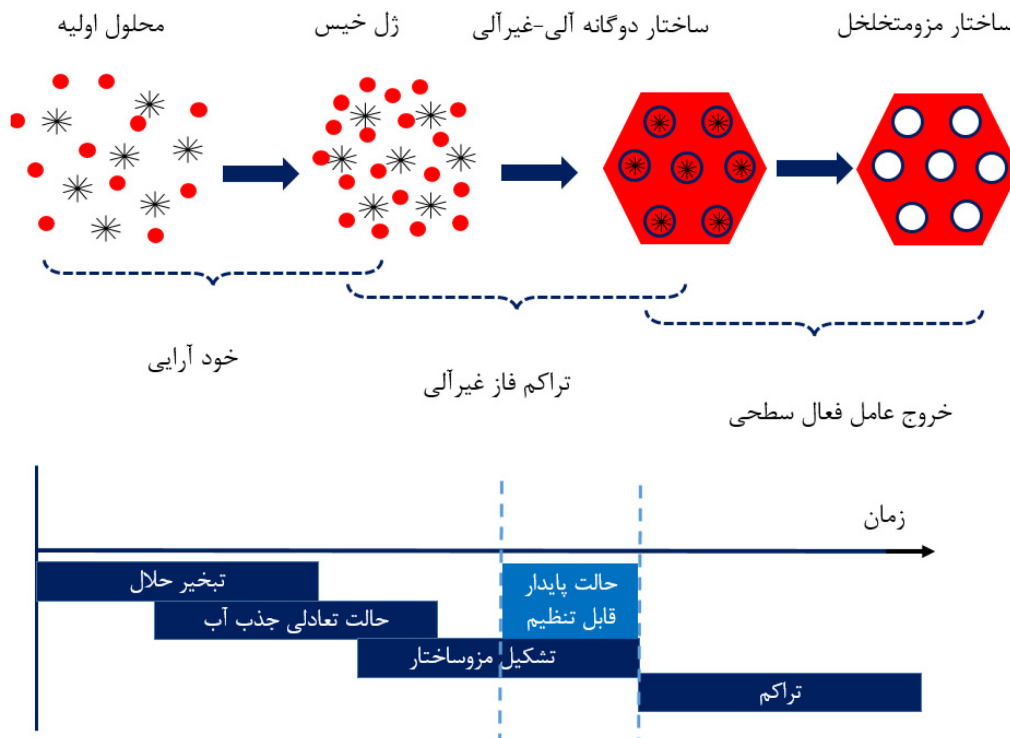 محلول اولیه
ژل خیس
ساختار دوگانه آلی-غیرآلی
ساختار مزومتخلخل
خود آرایی
تراکم فاز غیرآلی
خروج عامل فعال سطحی
زمان
تبخیر حلال
حالت تعادلی جذب آب
حالت پایدار
قابل تنظیم
تشکیل مزوساختار
تراکم